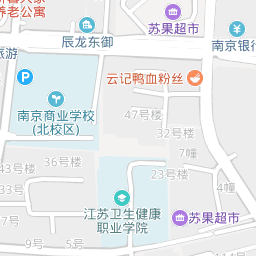 养老公寓
苏果超市
辰龙东御
南京银行
云记鸭血粉丝
P
47号楼
南京商业学校
(北校区)
32号楼
43号楼
36号楼
7幢
33号楼
23号楼
4幢
江苏卫生健康
职业学院
苏果超市
9号
5号